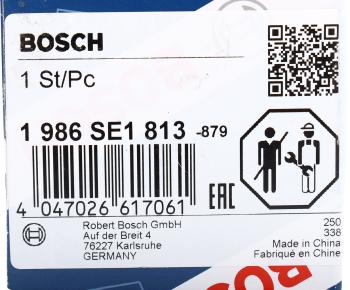 BOSCH
1 St/Pc
1 986 SE1 813 -879
EAC
4 047026 617061
Robert Bosch GmbH
Auf der Breit 4
76227 Karlsruhe
GERMANY
250
338
Made in China
Fabriqué en Chine